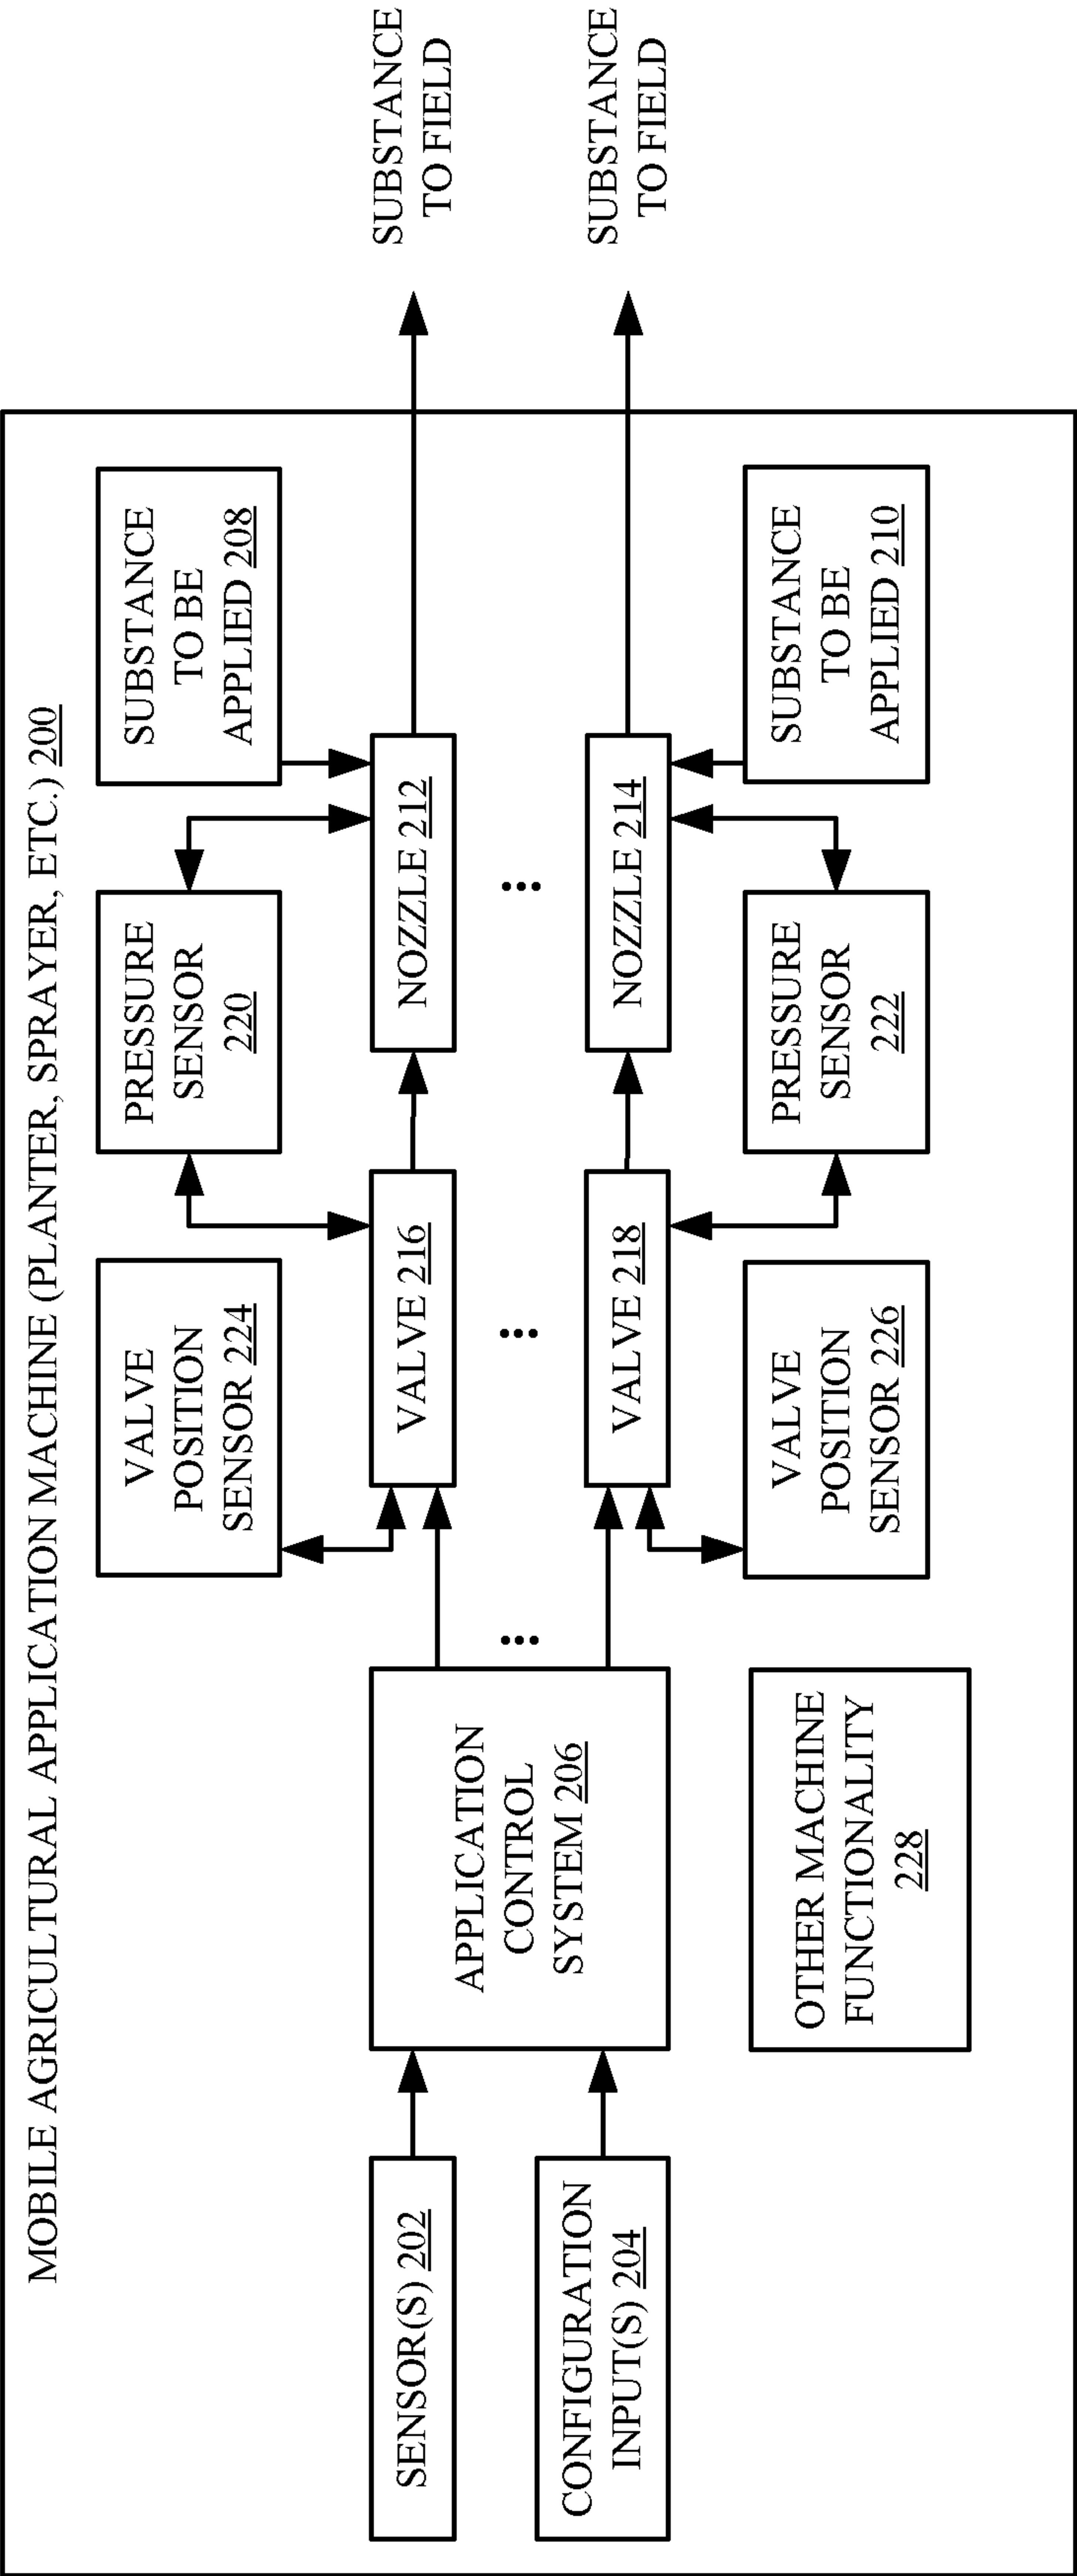 MOBILE AGRICULTURAL APPLICATION MACHINE (PLANTER, SPRAYER, ETC.) 200
SENSOR(S) 202
CONFIGURATION
INPUT(S) 204
APPLICATION
CONTROL
SYSTEM 206
OTHER MACHINE
FUNCTIONALITY
228
VALVE
POSITION
SENSOR 224
VALVE 216
...
VALVE 218
...
VALVE
POSITION
SENSOR 226
PRESSURE
SENSOR
220
NOZZLE 212
...
NOZZLE 214
PRESSURE
SENSOR
222
SUBSTANCE
TO BE
APPLIED 208
SUBSTANCE
TO BE
APPLIED 210
SUBSTANCE
TO FIELD
SUBSTANCE
TO FIELD